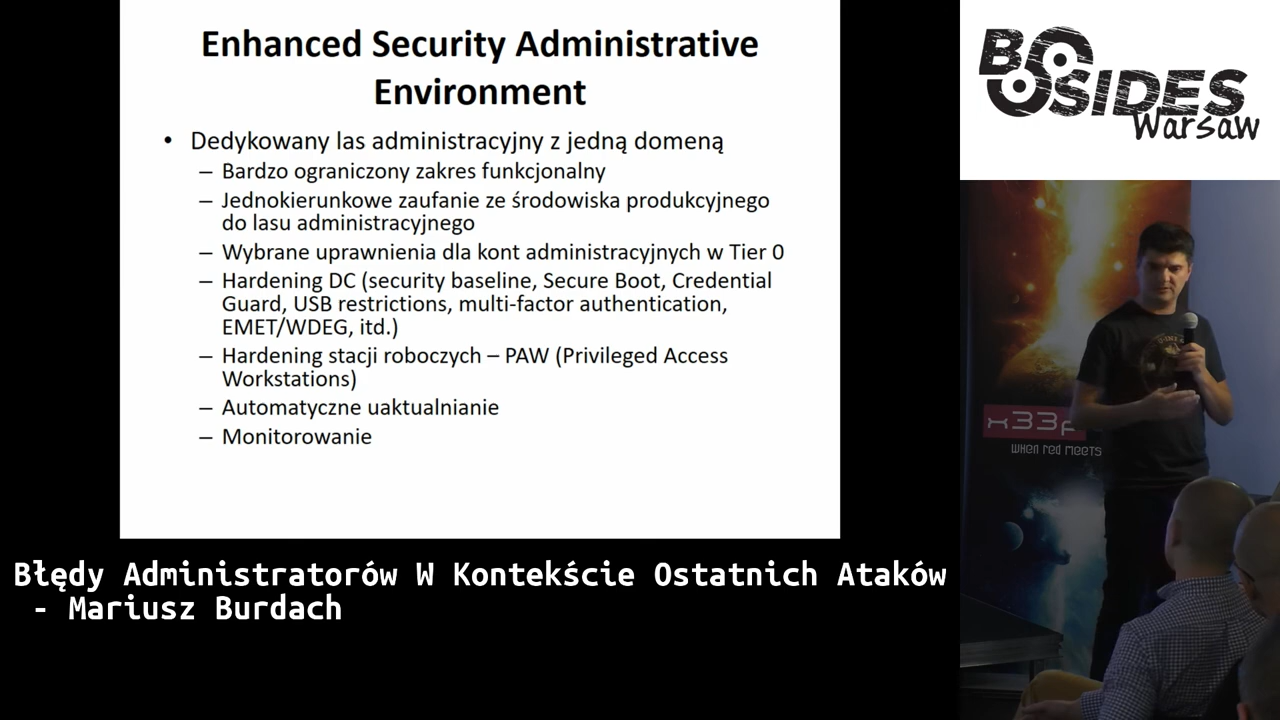 Enhanced Security Administrative
Environment
• Dedykowany las administracyjny z jedną domeną
– Bardzo ograniczony zakres funkcjonalny
– Jednokierunkowe zaufanie ze środowiska produkcyjnego
do lasu administracyjnego
– Wybrane uprawnienia dla kont administracyjnych w Tier 0
– Hardening DC (security baseline, Secure Boot, Credential
Guard, USB restrictions, multi-factor authentication,
EMET/WDEG, itd.)
– Hardening stacji roboczych – PAW (Privileged Access
Workstations)
– Automatyczne uaktualnianie
– Monitorowanie
Błędy Administratorów W Kontekście Ostatnich Ataków
- Mariusz Burdach
BSIDES
Warsaw
x33f
when red meets